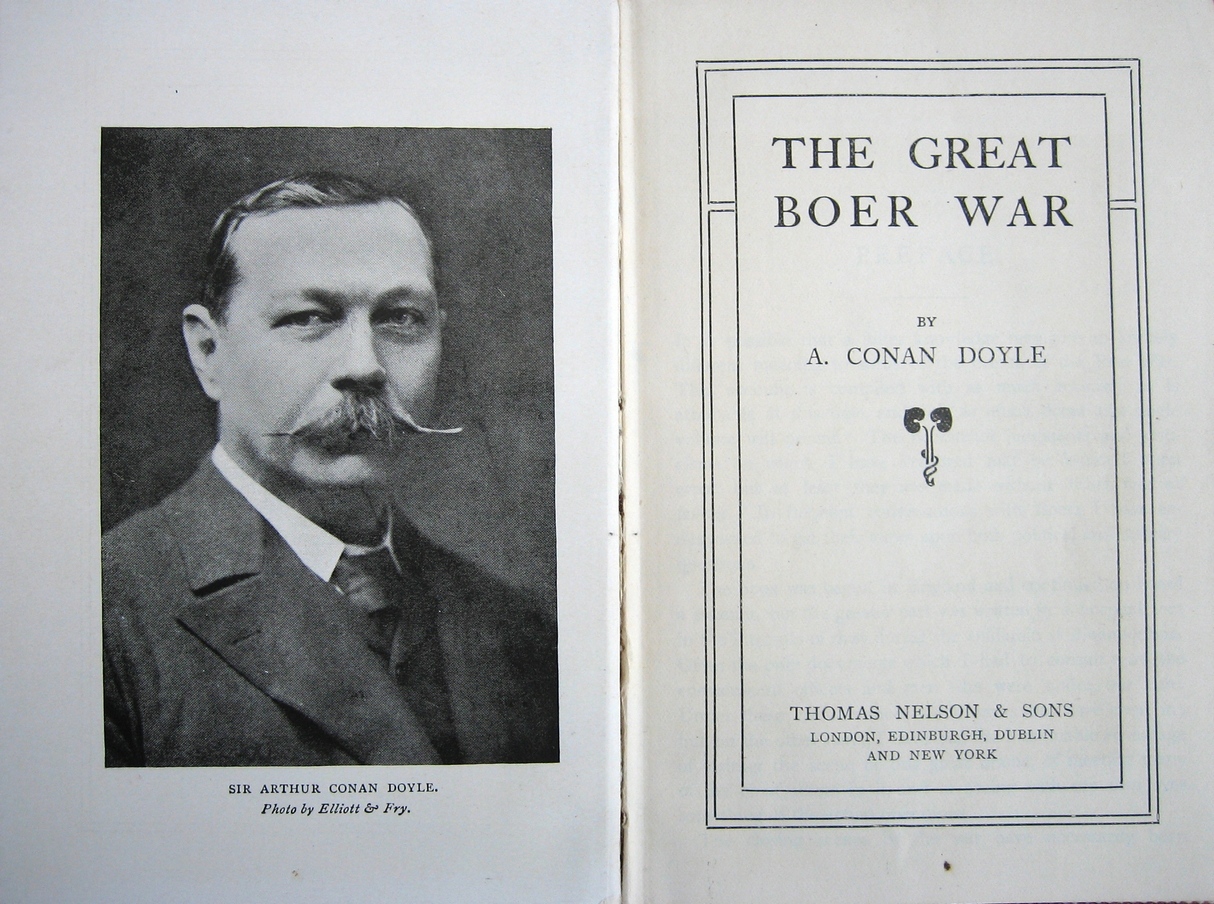 SIR ARTHUR CONAN DOYLE.
Photo by Elliott & Fry.
THE GREAT
BOER WAR
BY
A. CONAN DOYLE
THOMAS NELSON & SONS
LONDON, EDINBURGH, DUBLIN
AND NEW YORK